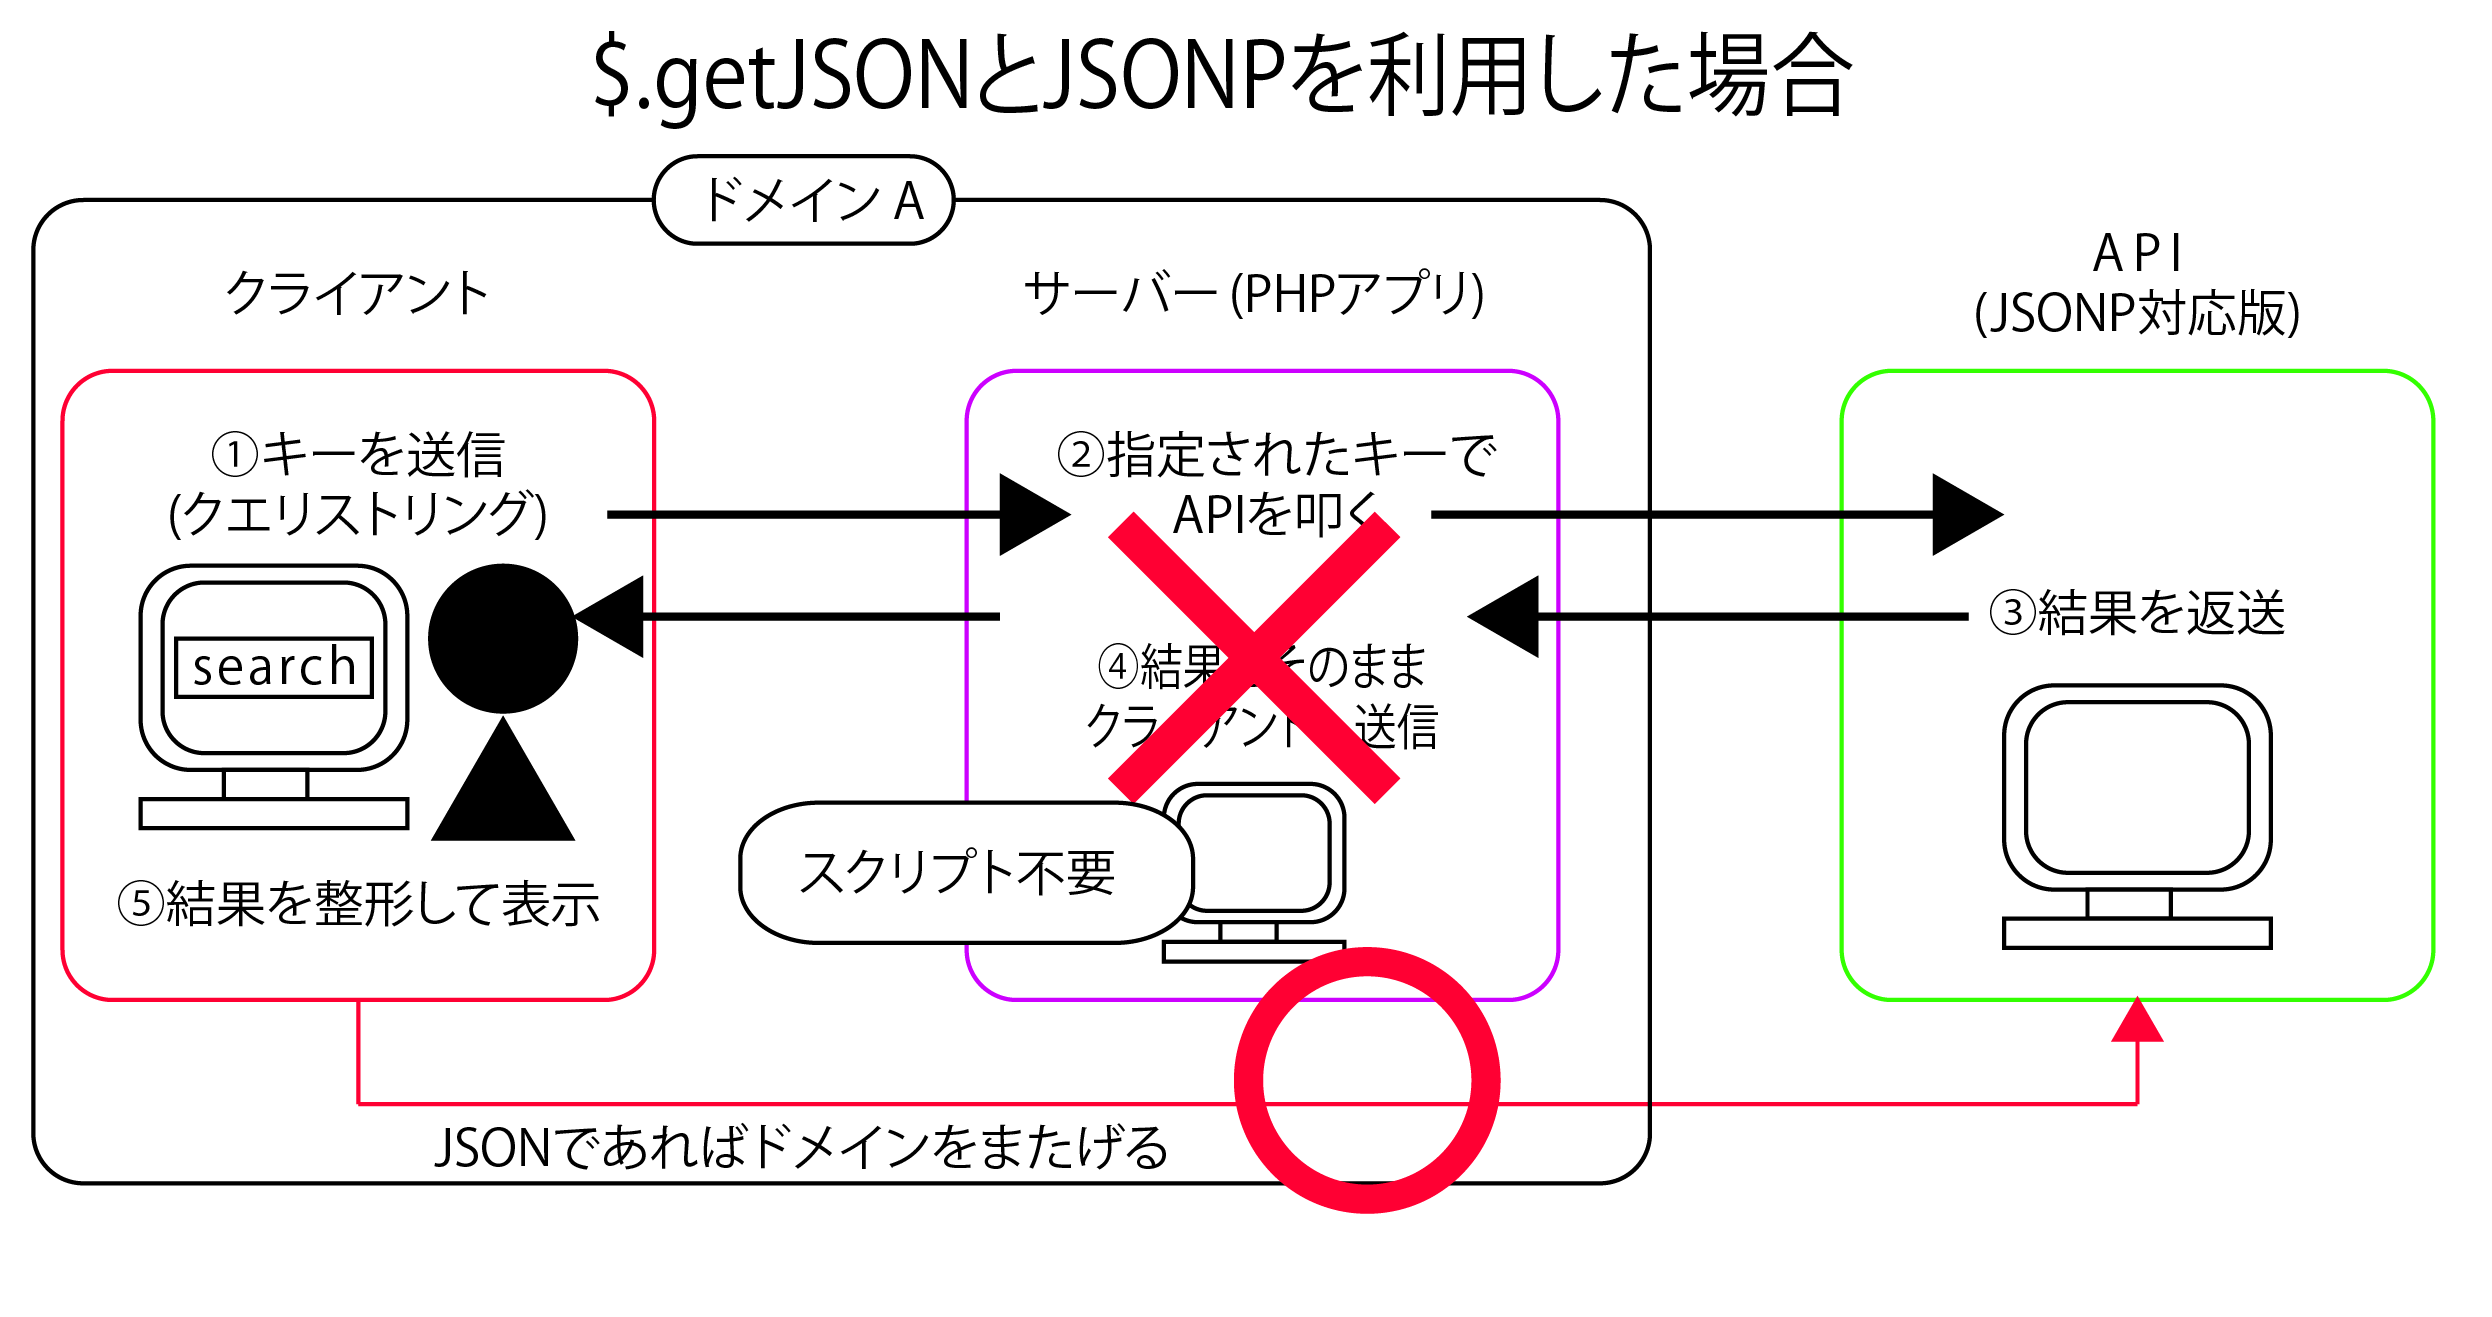 $.getJSONとJSONPを利用した場合
ドメイン A
クライアント
サーバー (PHPアプリ)
API
(JSONP対応版)
①キーを送信
(クエリストリング)
search
⑤結果を整形して表示
②指定されたキーで
APIを叩く
④結果 そのまま
クライアント 送信
スクリプト不要
③結果を返送
JSONであればドメインをまたげる